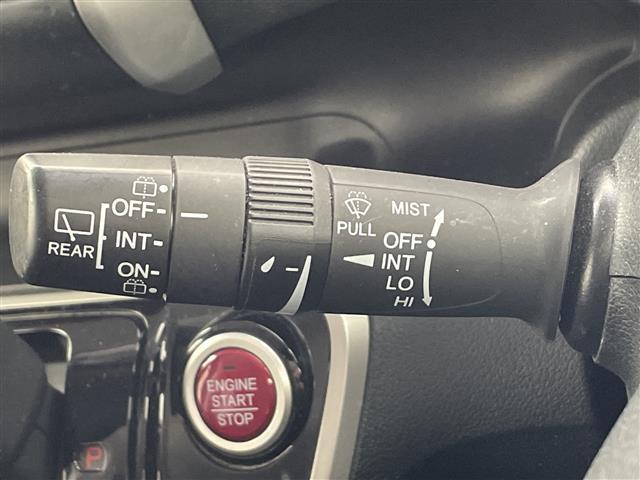 OFF
INT
ON
REAR
PULL
MIST
OFF
INT
LO
HI
ENGINE
START
STOP
P